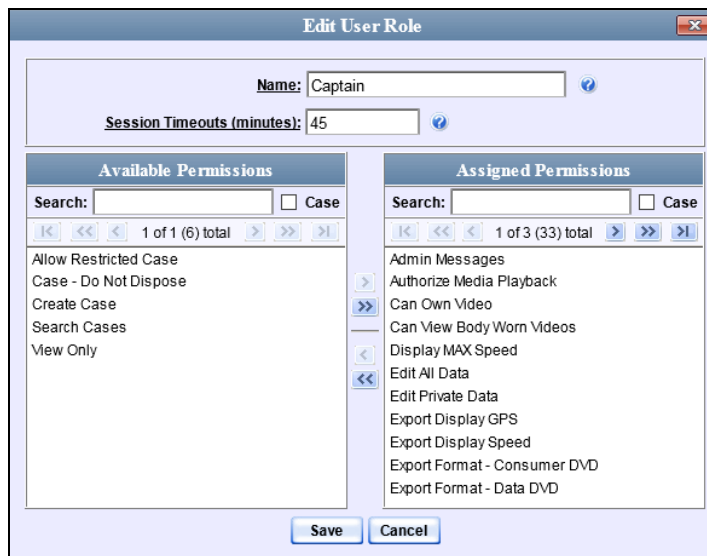 Edit User Role
Name: Captain
Session Timeouts (minutes): 45
Available Permissions
Search: Case
1 of 1 (6) total
Allow Restricted Case
Case - Do Not Dispose
Create Case
Search Cases
View Only
Assigned Permissions
Search: Case
1 of 3 (33) total
Admin Messages
Authorize Media Playback
Can Own Video
Can View Body Worn Videos
Display MAX Speed
Edit All Data
Edit Private Data
Export Display GPS
Export Display Speed
Export Format - Consumer DVD
Export Format - Data DVD
Save Cancel